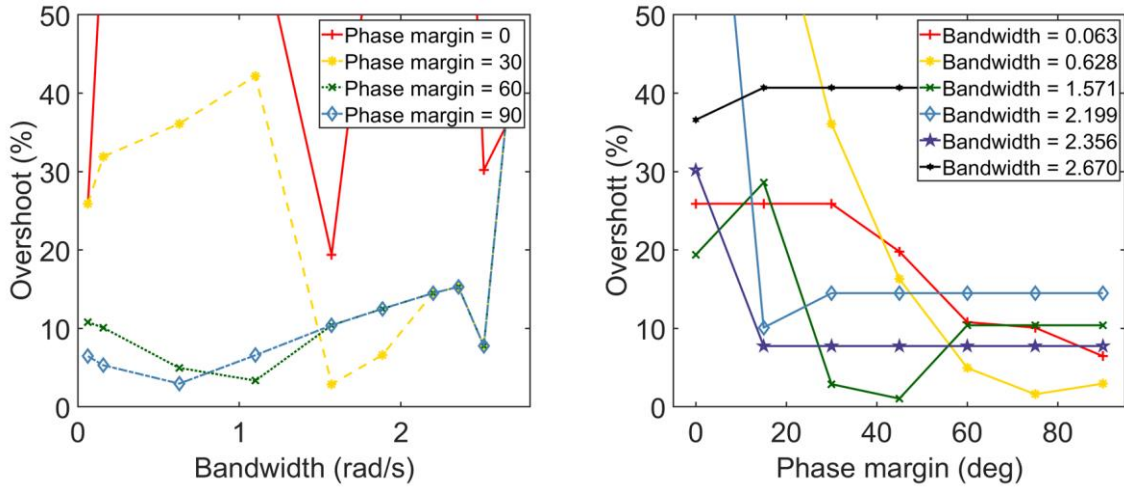 50
40
30
20
10
0
Overshoot (%)
0
1
2
Bandwidth (rad/s)
Phase margin = 0
Phase margin = 30
Phase margin = 60
Phase margin = 90
50
40
30
20
10
0
Overshott (%)
0
20
40
60
80
Phase margin (deg)
Bandwidth = 0.063
Bandwidth = 0.628
Bandwidth = 1.571
Bandwidth = 2.199
Bandwidth = 2.356
Bandwidth = 2.670